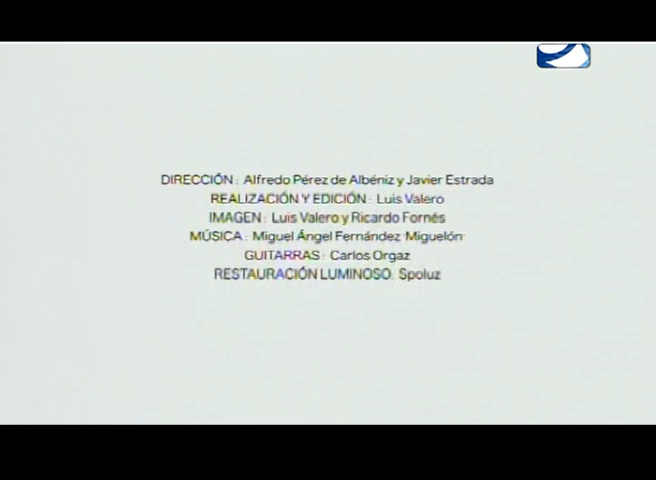 DIRECCIÓN : Alfredo Pérez de Albéniz y Javier Estrada
REALIZACIÓN Y EDICIÓN : Luis Valero
IMAGEN : Luis Valero y Ricardo Fornés
MÚSICA : Miguel Ángel Fernández 'Miguelón'
GUITARRAS : Carlos Orgaz
RESTAURACIÓN LUMINOSO: Spoluz